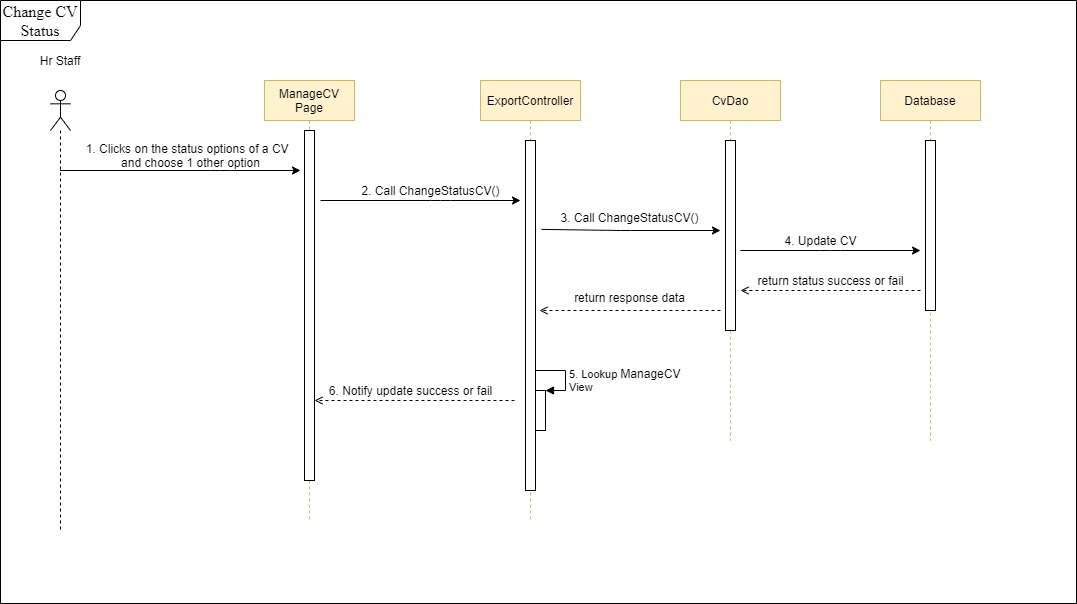 Change CV
Status
Hr Staff
ManageCV
Page
ExportController
CvDao
Database
1. Clicks on the status options of a CV
and choose 1 other option
2. Call ChangeStatusCV()
3. Call ChangeStatusCV()
4. Update CV
return status success or fail
return response data
5. Lookup ManageCV
View
6. Notify update success or fail